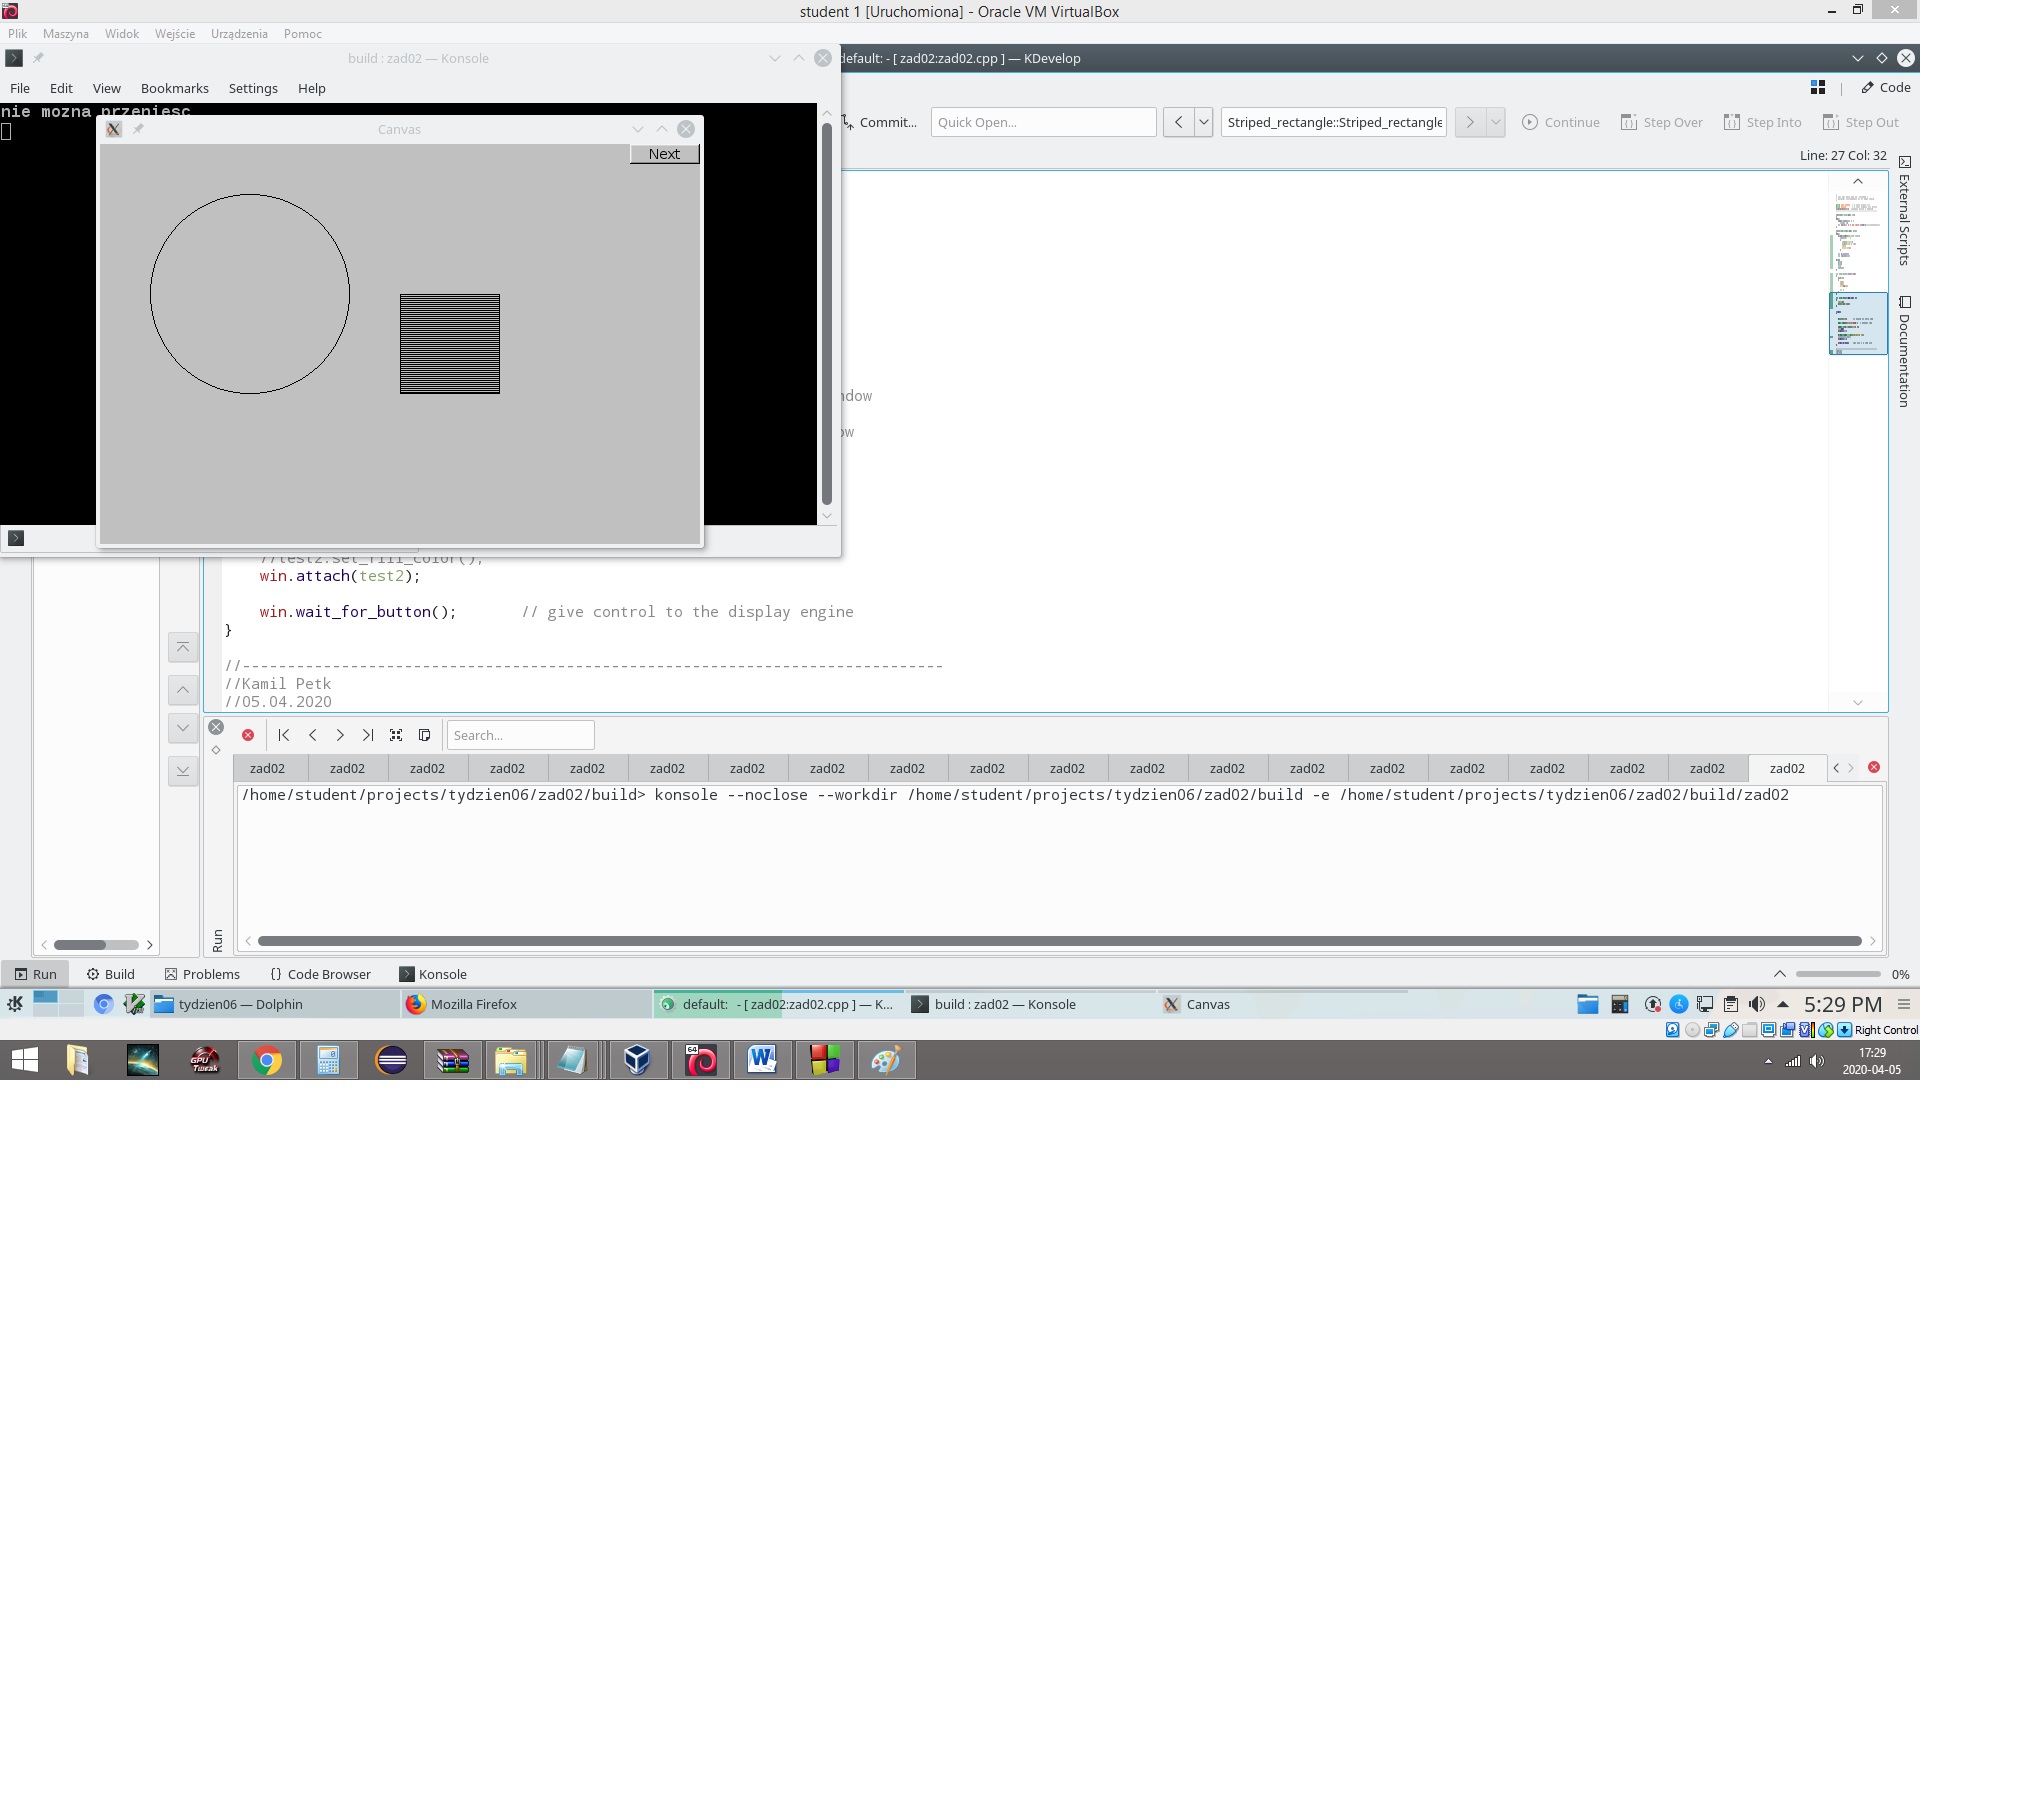 student 1 [Uruchomiona] - Oracle VM VirtualBox
Plik Maszyna Widok Wejście Urządzenia Pomoc
build : zad02 — Konsole
default: - [ zad02:zad02.cpp ] — KDevelop
File Edit View Bookmarks Settings Help
Code
nie mozna przeniesc
Canvas
Next
Commit... Quick Open... Striped_rectangle::Striped_rectangle Continue Step Over Step Into Step Out
Line: 27 Col: 32
External Scripts
Documentation
ndow
ow
//test2.set_fill_color();
win.attach(test2);
win.wait_for_button(); // give control to the display engine
}
//------------------------------------------------------------------------------
//Kamil Petk
//05.04.2020
Search...
zad02 zad02 zad02 zad02 zad02 zad02 zad02 zad02 zad02 zad02 zad02 zad02 zad02 zad02 zad02 zad02 zad02 zad02 zad02 zad02
/home/student/projects/tydzien06/zad02/build> konsole --noclose --workdir /home/student/projects/tydzien06/zad02/build -e /home/student/projects/tydzien06/zad02/build/zad02
Run
Run Build Problems {} Code Browser Konsole
0%
tydzien06 — Dolphin Mozilla Firefox default: - [ zad02:zad02.cpp ] — K... build : zad02 — Konsole Canvas
5:29 PM
Right Control
GPU Tweak
64
17:29
2020-04-05